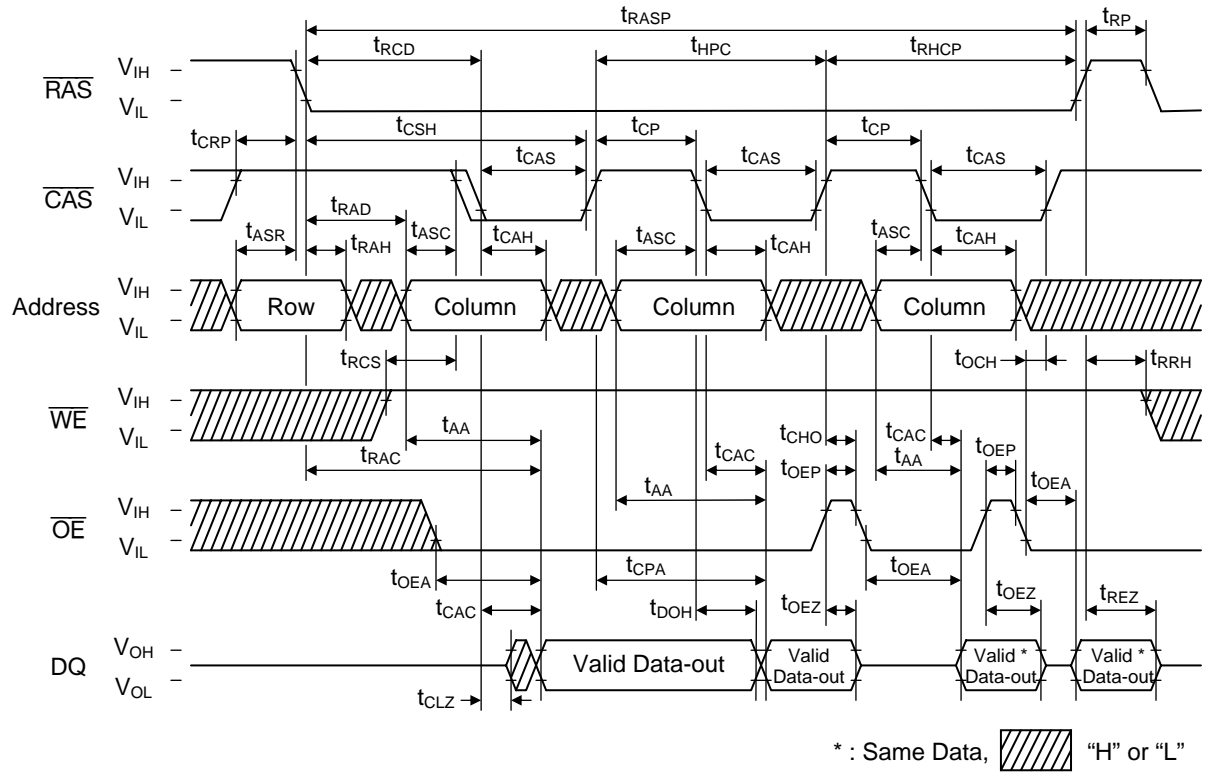 tRASP
tRP
tRCD
tHPC
tRHCP
RAS
VIH
VIL
tCRP
tCSH
tCP
tCP
tCAS
tCAS
tCAS
CAS
VIH
VIL
tRAD
tASR
tRAH
tASC
tCAH
tASC
tCAH
tASC
tCAH
Address
VIH
VIL
Row
Column
Column
Column
tRCS
tOCH
tRRH
WE
VIH
VIL
tAA
tRAC
tCAC
tCHO
tOEP
tCAC
tAA
tOEP
tOEA
tAA
OE
VIH
VIL
tOEA
tCPA
tOEA
tCAC
tDOH
tOEZ
tOEZ
tREZ
DQ
VOH
VOL
Valid Data-out
Valid
Data-out
Valid *
Data-out
Valid *
Data-out
tCLZ
* : Same Data, “H” or “L”